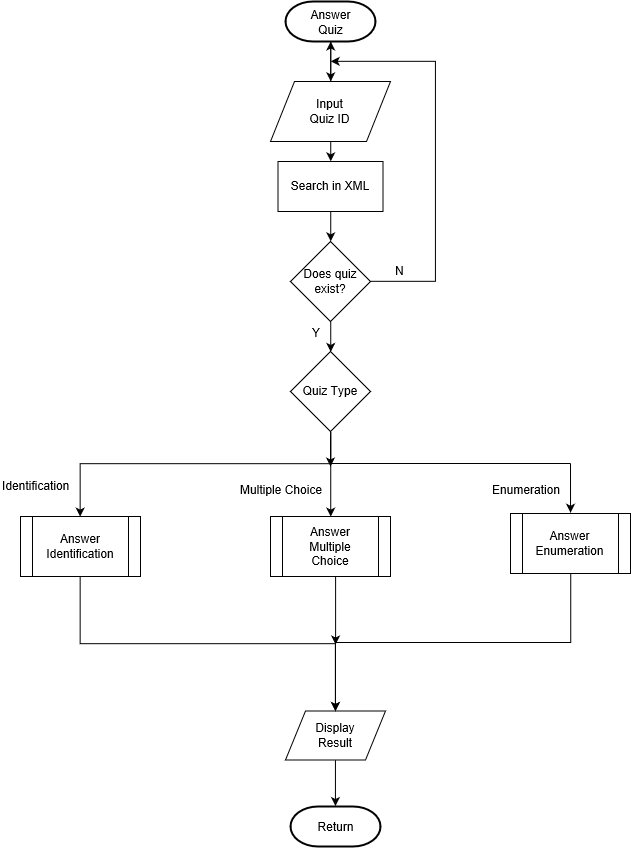 Answer
Quiz
Input
Quiz ID
Search in XML
Does quiz
exist?
N
Y
Quiz Type
Identification
Multiple Choice
Enumeration
Answer
Identification
Answer
Multiple
Choice
Answer
Enumeration
Display
Result
Return